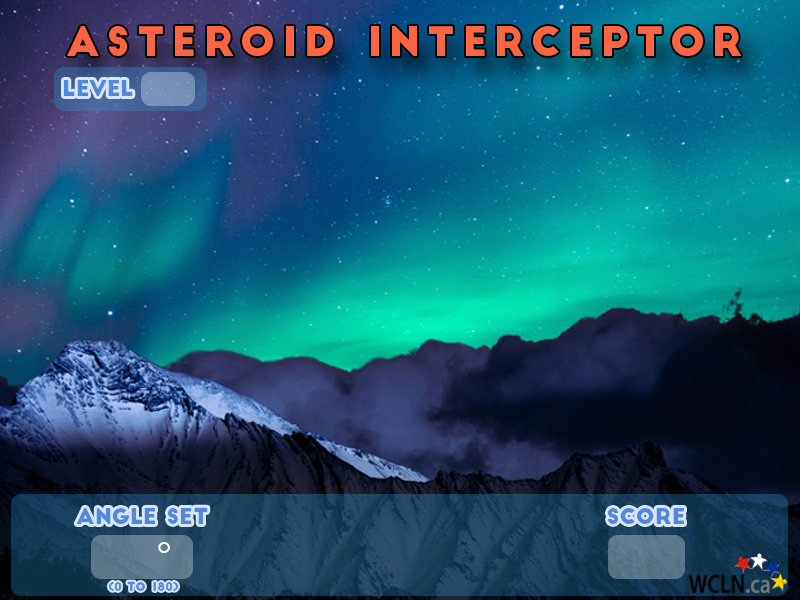 ASTEROID INTERCEPTOR
LEVEL
ANGLE SET
SCORE
(0 TO 180)
WCLN.ca